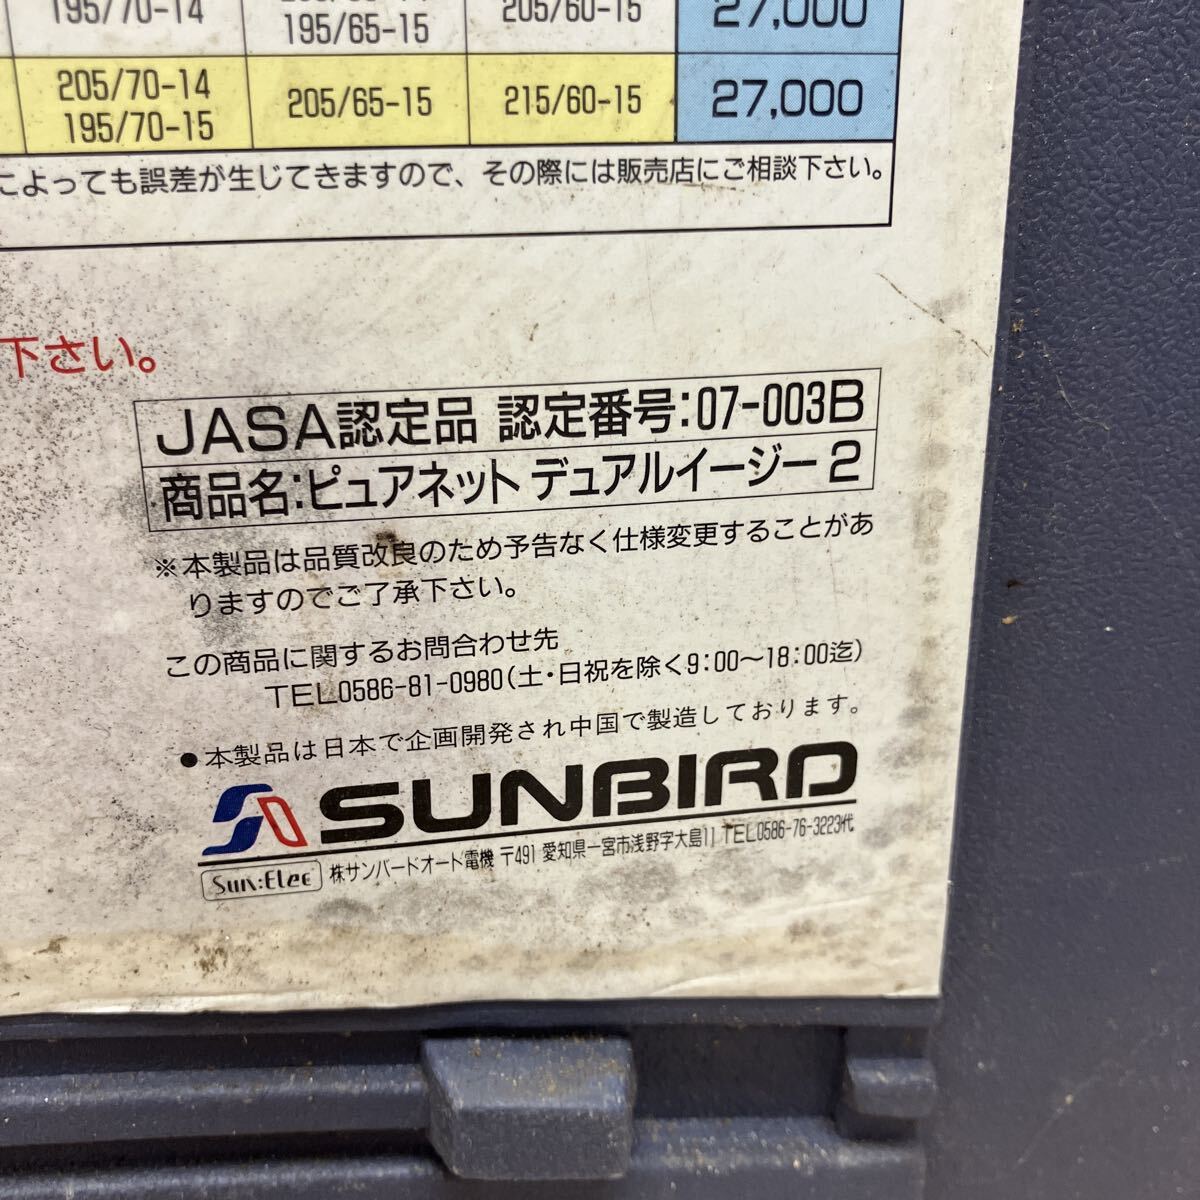 195/70-14
195/65-15
205/60-15
27,000
205/70-14
195/70-15
205/65-15
215/60-15
27,000
によっても誤差が生じてきますので、その際には販売店にご相談下さい。
下さい。
JASA認定品 認定番号:07-003B
商品名:ピュアネット デュアルイージー2
※本製品は品質改良のため予告なく仕様変更することがあ
りますのでご了承下さい。
この商品に関するお問合わせ先
TEL0586-81-0980(土・日祝を除く9:00〜18:00迄)
●本製品は日本で企画開発され中国で製造しております。
SUNBIRD
Sun:Elec 株サンバードオート電機 〒491 愛知県一宮市浅野字大島11 TEL0586-76-3223代